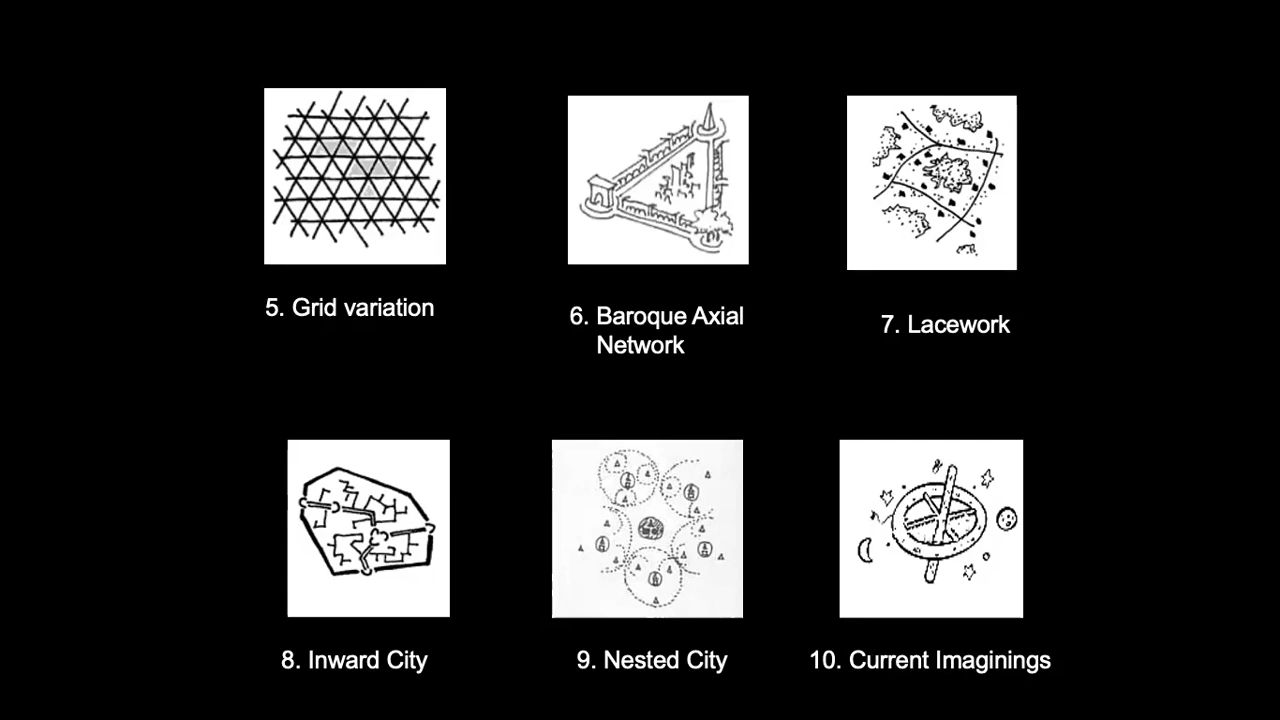 5. Grid variation
6. Baroque Axial
Network
7. Lacework
8. Inward City
9. Nested City
10. Current Imaginings